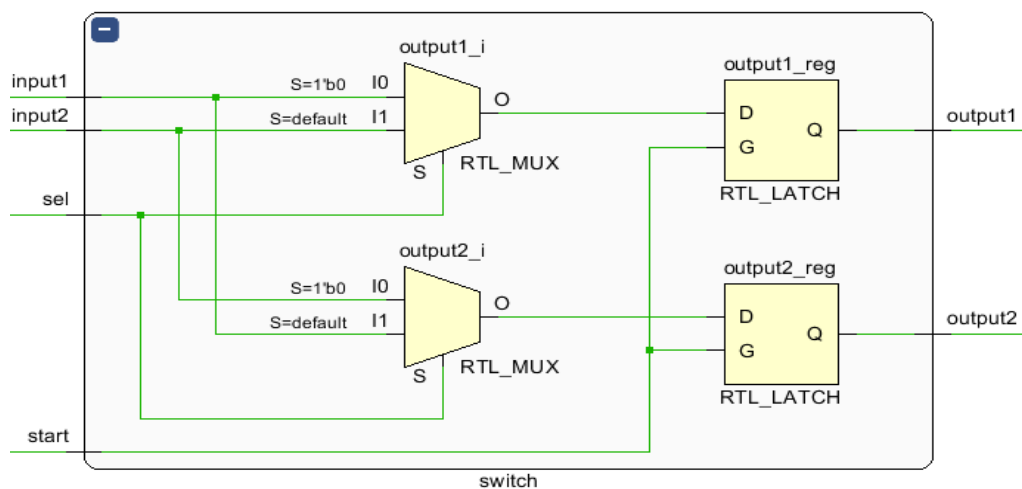 output1_i
input1
S=1'b0
I0
output1_reg
input2
S=default
I1
O
D
Q
output1
G
sel
S
RTL_MUX
RTL_LATCH
output2_i
S=1'b0
I0
output2_reg
S=default
I1
O
D
Q
output2
G
S
RTL_MUX
RTL_LATCH
start
switch